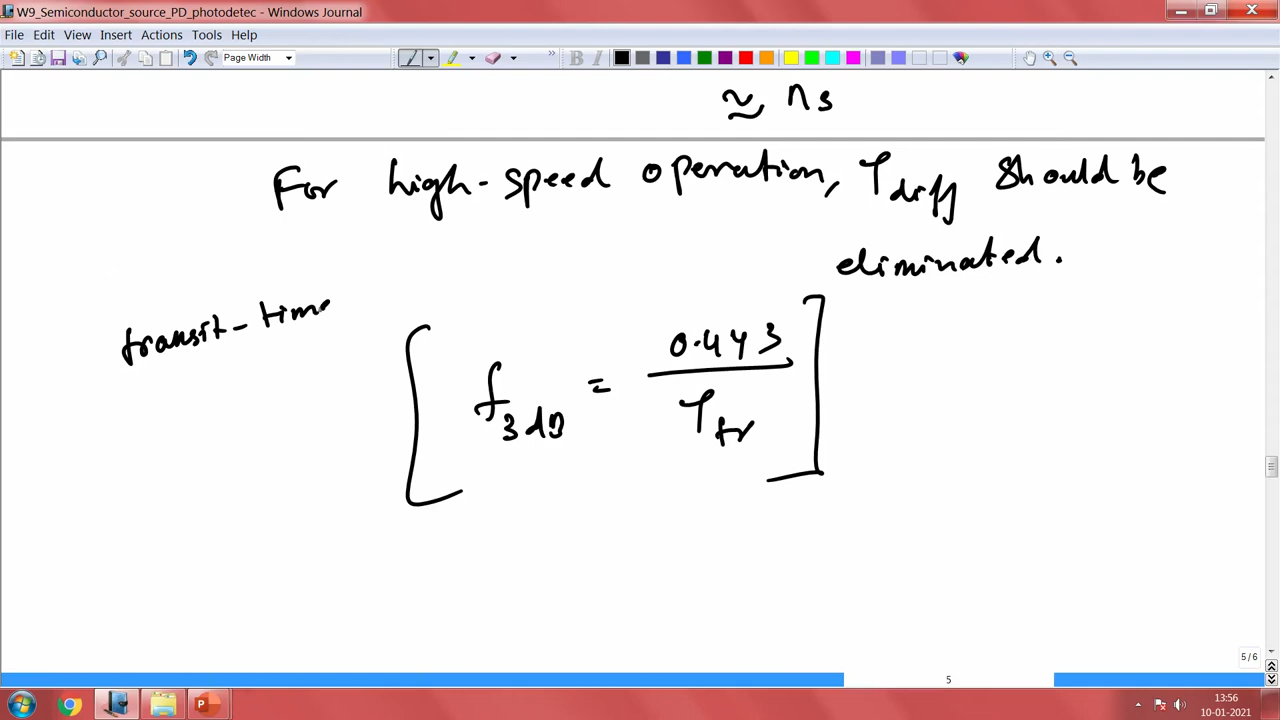 W9_Semiconductor_source_PD_photodetec - Windows Journal
File Edit View Insert Actions Tools Help
Page Width
≈ ns
For high-speed operation, τdiff should be
eliminated.
transit-time
[ f3dB = 0.443 / τtr ]
5/6
5
13:56
10-01-2021